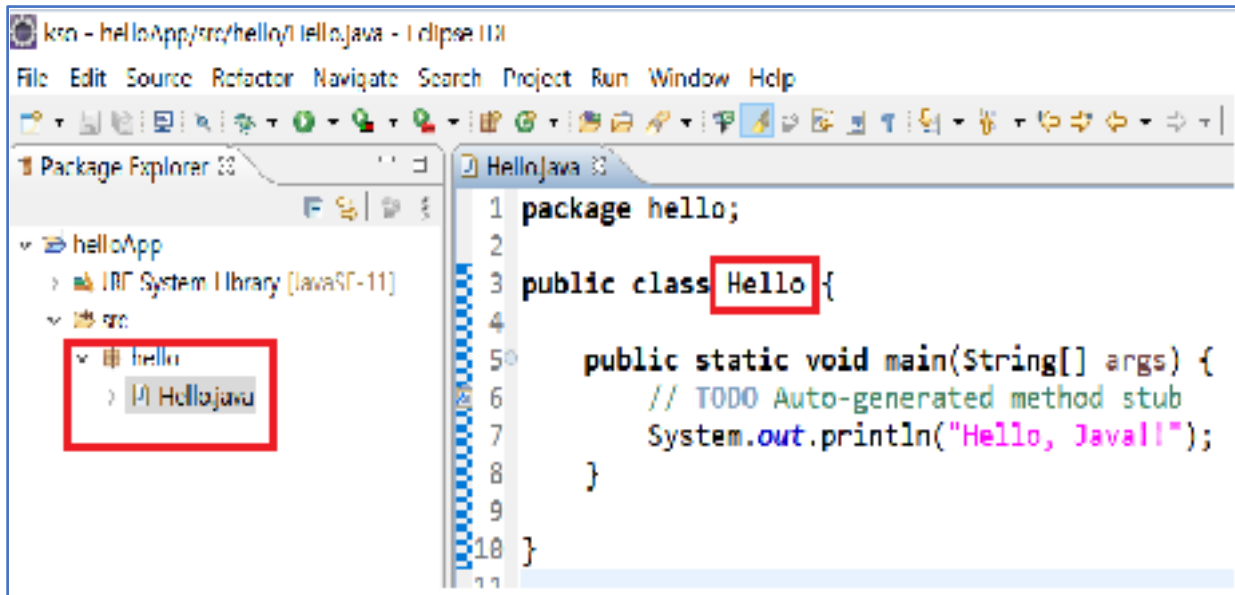 kso - helloApp/src/hello/Hello.java - Eclipse IDE
File Edit Source Refactor Navigate Search Project Run Window Help
Package Explorer
helloApp
JRE System Library [JavaSE-11]
src
hello
Hello.java
Hello.java
1 package hello;
2
3 public class Hello {
4
5 public static void main(String[] args) {
6 // TODO Auto-generated method stub
7 System.out.println("Hello, Java!!");
8 }
9
10 }
11